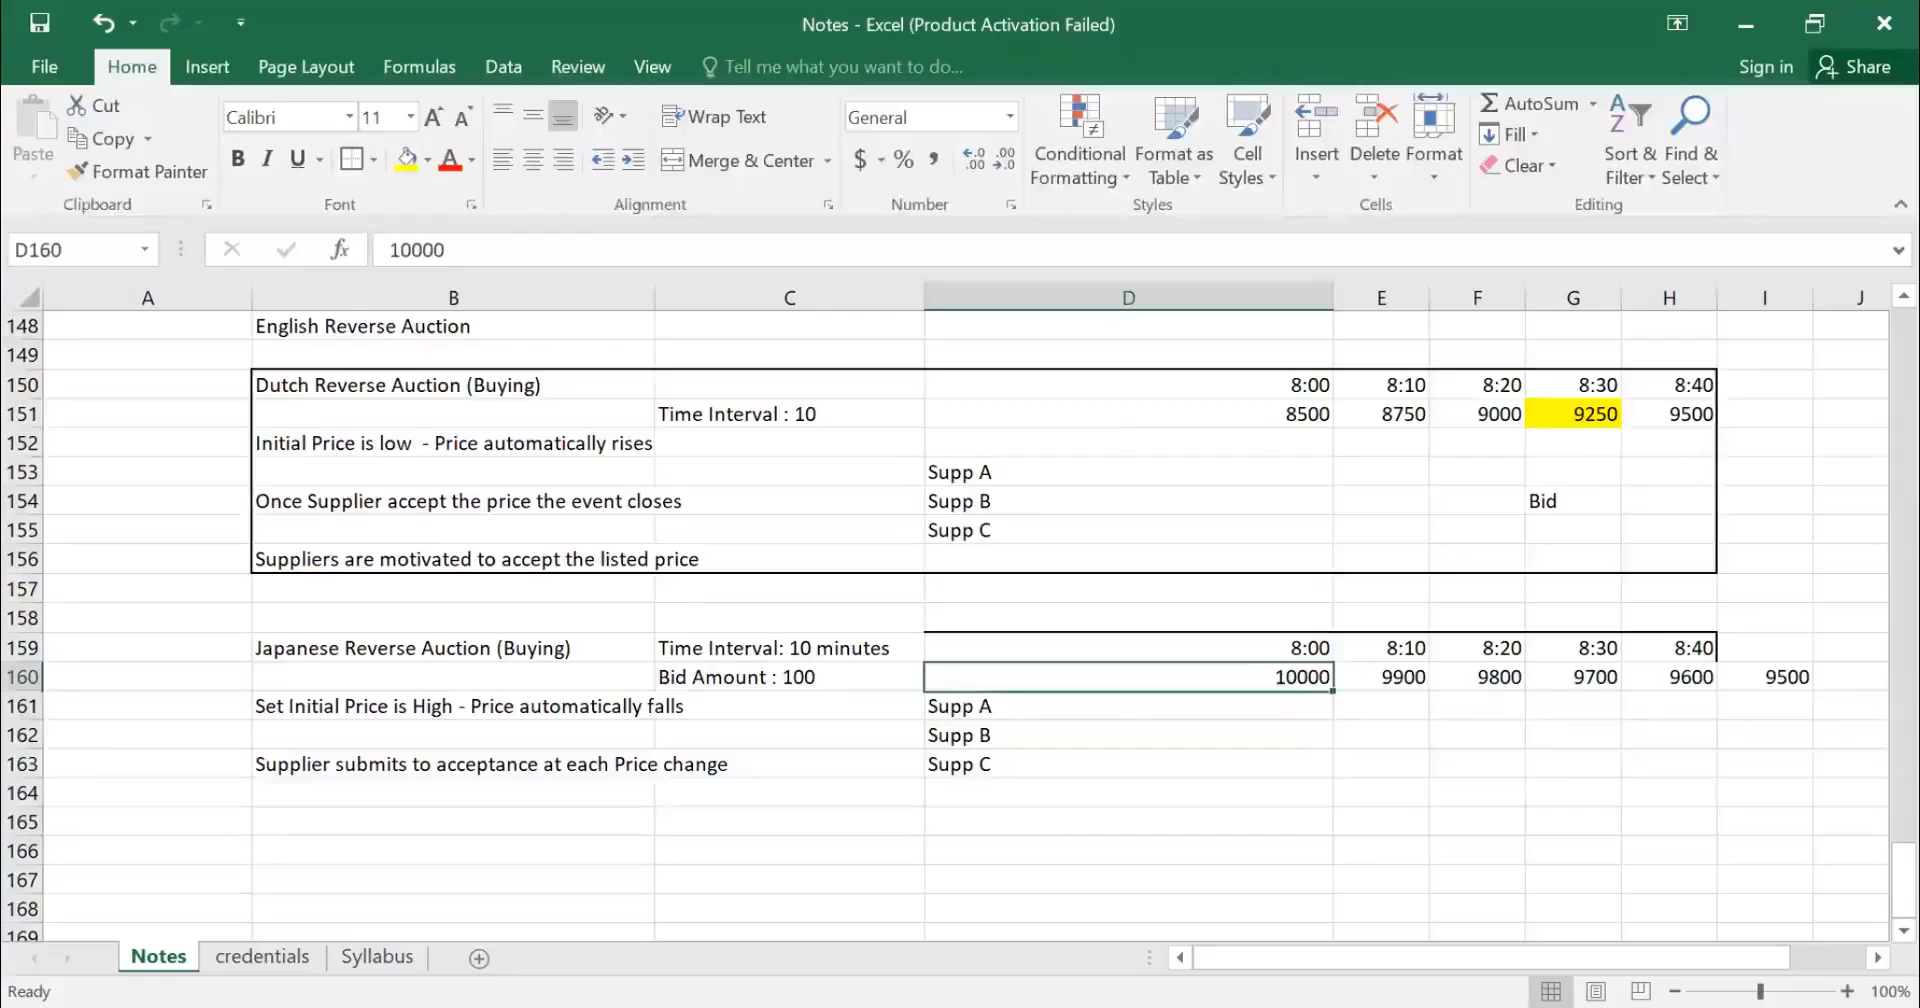 Notes - Excel (Product Activation Failed)
File Home Insert Page Layout Formulas Data Review View Tell me what you want to do... Sign in Share
Paste Cut Copy Format Painter Clipboard
Calibri 11 A A B I U A Font
Wrap Text Merge & Center Alignment
General $ % , .0 .00 .00 .0 Number
Conditional Formatting Format as Table Cell Styles Styles
Insert Delete Format Cells
AutoSum Fill Clear Sort & Filter Find & Select Editing
D160 fx 10000
A B C D E F G H I J
148 English Reverse Auction
149
150 Dutch Reverse Auction (Buying) 8:00 8:10 8:20 8:30 8:40
151 Time Interval : 10 8500 8750 9000 9250 9500
152 Initial Price is low - Price automatically rises
153 Supp A
154 Once Supplier accept the price the event closes Supp B Bid
155 Supp C
156 Suppliers are motivated to accept the listed price
157
158
159 Japanese Reverse Auction (Buying) Time Interval: 10 minutes 8:00 8:10 8:20 8:30 8:40
160 Bid Amount : 100 10000 9900 9800 9700 9600 9500
161 Set Initial Price is High - Price automatically falls Supp A
162 Supp B
163 Supplier submits to acceptance at each Price change Supp C
164
165
166
167
168
169
Notes credentials Syllabus
Ready 100%